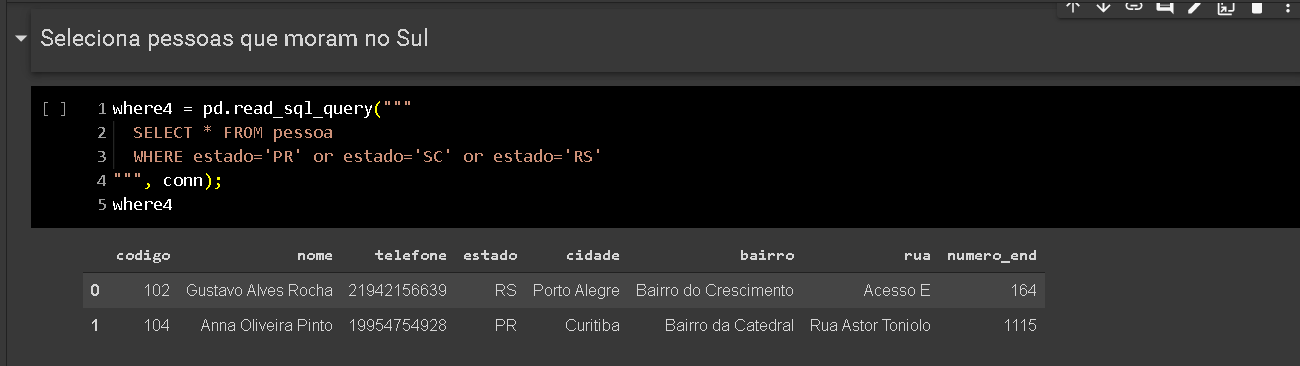 Seleciona pessoas que moram no Sul
[ ] 1 where4 = pd.read_sql_query("""
2 SELECT * FROM pessoa
3 WHERE estado='PR' or estado='SC' or estado='RS'
4 """, conn);
5 where4
codigo nome telefone estado cidade bairro rua numero_end
0 102 Gustavo Alves Rocha 21942156639 RS Porto Alegre Bairro do Crescimento Acesso E 164
1 104 Anna Oliveira Pinto 19954754928 PR Curitiba Bairro da Catedral Rua Astor Toniolo 1115